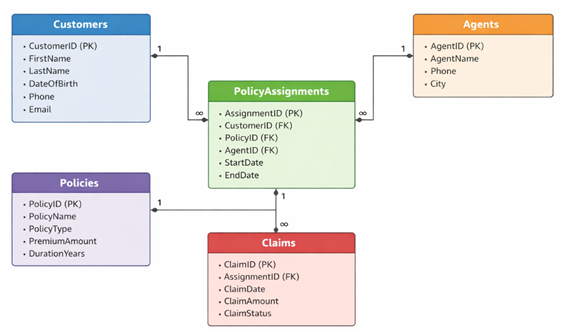 Customers
• CustomerID (PK)
• FirstName
• LastName
• DateOfBirth
• Phone
• Email
1
∞
Agents
• AgentID (PK)
• AgentName
• Phone
• City
1
∞
PolicyAssignments
• AssignmentID (PK)
• CustomerID (FK)
• PolicyID (FK)
• AgentID (FK)
• StartDate
• EndDate
1
∞
Policies
• PolicyID (PK)
• PolicyName
• PolicyType
• PremiumAmount
• DurationYears
1
Claims
• ClaimID (PK)
• AssignmentID (FK)
• ClaimDate
• ClaimAmount
• ClaimStatus